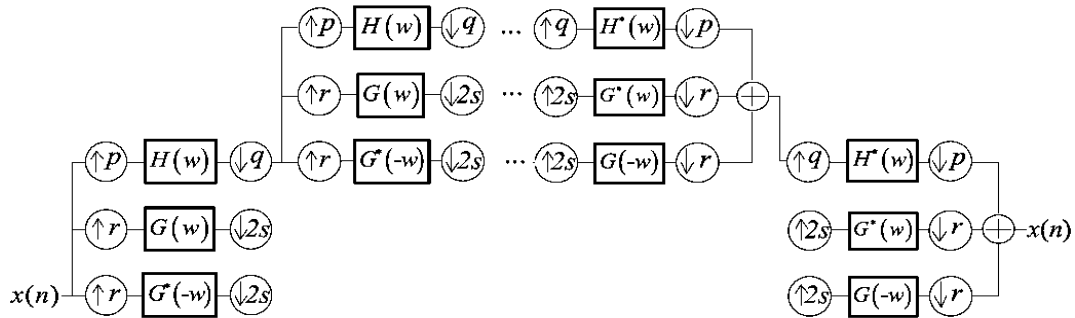 ↑p H(w) ↓q ... ↑q H*(w) ↓p
↑r G(w) ↓2s ... ↑2s G*(w) ↓r +
↑p H(w) ↓q ↑r G*(-w) ↓2s ... ↑2s G(-w) ↓r ↑q H*(w) ↓p
↑r G(w) ↓2s ↑2s G*(w) ↓r + x(n)
x(n) ↑r G*(-w) ↓2s ↑2s G(-w) ↓r